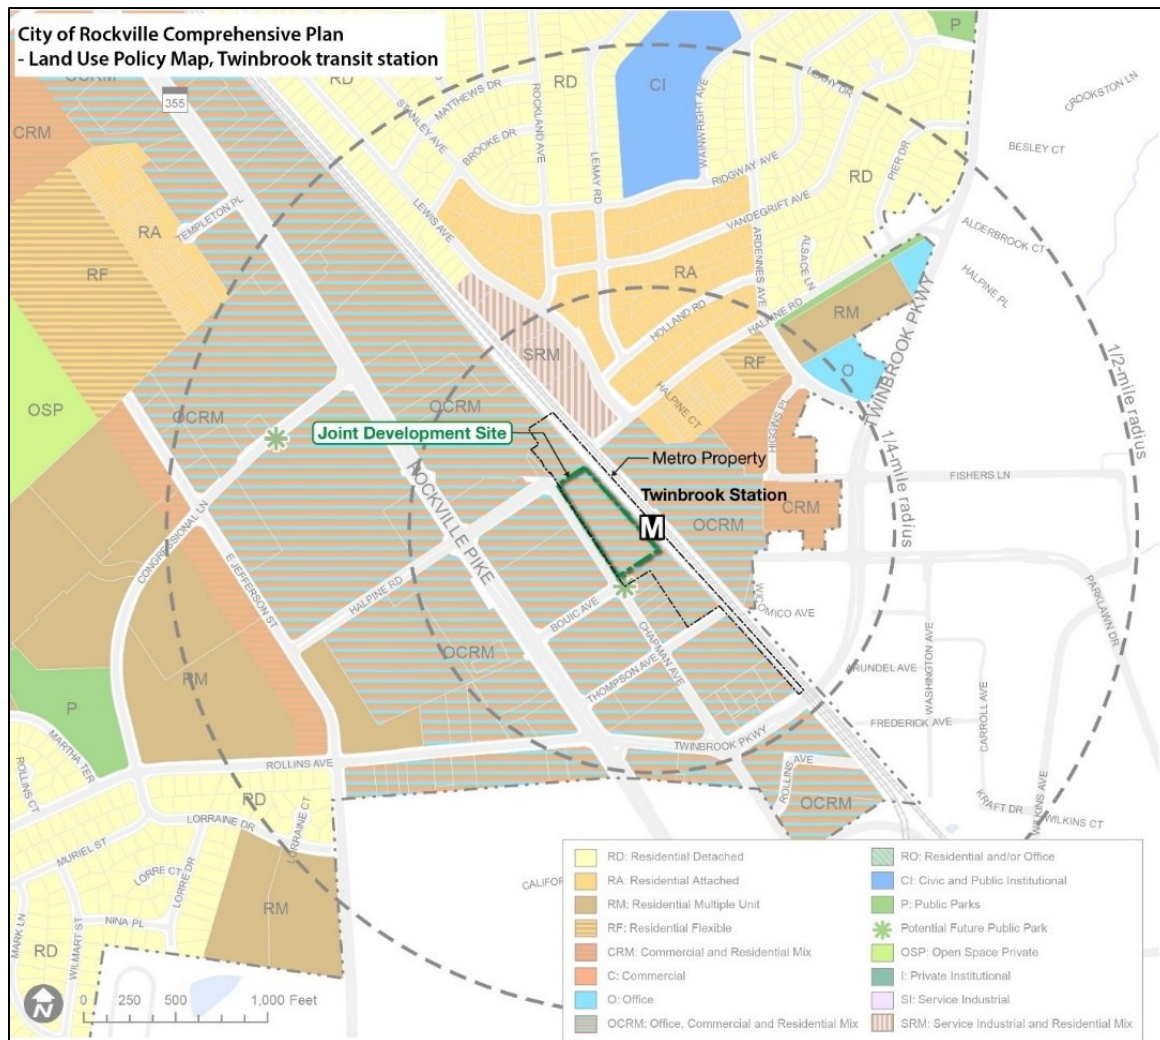 City of Rockville Comprehensive Plan
- Land Use Policy Map, Twinbrook transit station
OCRM
355
CRM
RD
STANLEY AVE
MATTHEWS DR
ROCKLAND AVE
RD
CI
WAINWRIGHT AVE
LEAHY DR
P
CROOKSTON LN
BESLEY CT
BROOKE DR
LEMAY RD
RIDGWAY AVE
RD
PIER DR
TEMPLETON PL
RA
LEWIS AVE
VANDEGRIFT AVE
ARDENNES AVE
ALSACE LN
ALDERBROOK CT
RF
RA
HOLLAND RD
HALPINE RD
RM
HALPINE PL
TWINBROOK PKWY
SRM
RF
O
1/2-mile radius
OSP
OCRM
OCRM
HALPINE CT
HIGGINS PL
1/4-mile radius
Joint Development Site
Metro Property
Twinbrook Station
M
OCRM
CRM
FISHERS LN
ROCKVILLE PIKE
CONGRESSIONAL LN
E JEFFERSON ST
HALPINE RD
BOUIC AVE
CHAPMAN AVE
WICOMICO AVE
PARKLAWN DR
OCRM
THOMPSON AVE
ARUNDEL AVE
WASHINGTON AVE
RM
P
CARROLL AVE
FREDERICK AVE
MARTHA TER
ROLLINS AVE
TWINBROOK PKWY
ROLLINS CT
RD
LORRAINE DR
LORRAINE CT
ROLLINS AVE
OCRM
KRAFT DR
WILKINS AVE
WILKINS CT
MURIEL ST
LORRE CT
LORRE DR
NINA PL
RM
MARK LN
RD
WILMART ST
CALIFOR
RD: Residential Detached
RA: Residential Attached
RM: Residential Multiple Unit
RF: Residential Flexible
CRM: Commercial and Residential Mix
C: Commercial
O: Office
OCRM: Office, Commercial and Residential Mix
RO: Residential and/or Office
CI: Civic and Public Institutional
P: Public Parks
Potential Future Public Park
OSP: Open Space Private
I: Private Institutional
SI: Service Industrial
SRM: Service Industrial and Residential Mix
N
0 250 500 1,000 Feet